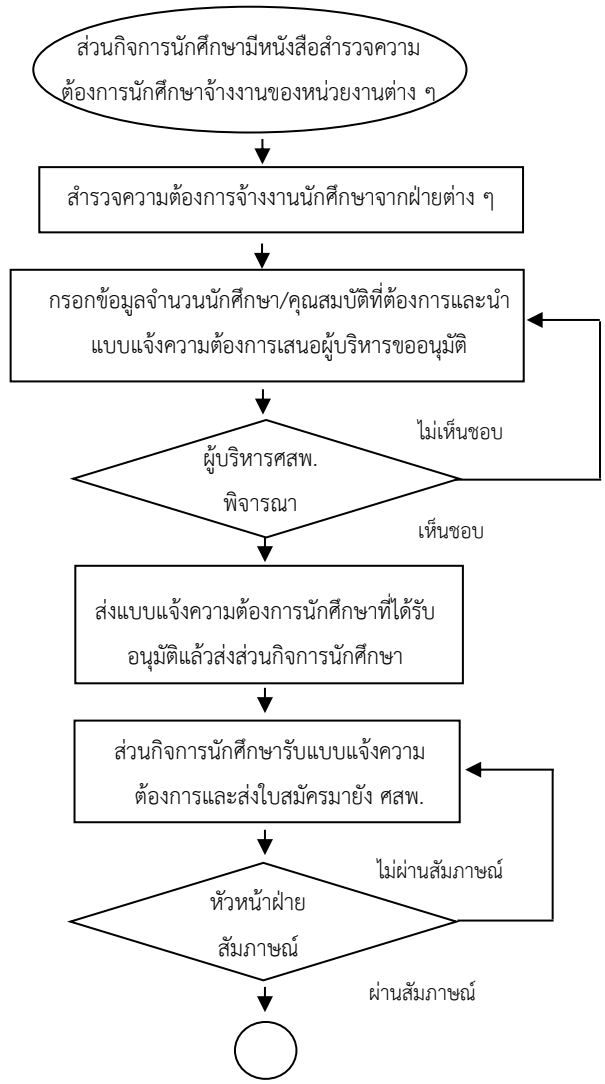 ส่วนกิจการนักศึกษามีหนังสือสำรวจความ
ต้องการนักศึกษาจ้างงานของหน่วยงานต่าง ๆ
สำรวจความต้องการจ้างงานนักศึกษาจากฝ่ายต่าง ๆ
กรอกข้อมูลจำนวนนักศึกษา/คุณสมบัติที่ต้องการและนำ
แบบแจ้งความต้องการเสนอผู้บริหารขออนุมัติ
ไม่เห็นชอบ
ผู้บริหารศสพ.
พิจารณา
เห็นชอบ
ส่งแบบแจ้งความต้องการนักศึกษาที่ได้รับ
อนุมัติแล้วส่งส่วนกิจการนักศึกษา
ส่วนกิจการนักศึกษารับแบบแจ้งความ
ต้องการและส่งใบสมัครมายัง ศสพ.
ไม่ผ่านสัมภาษณ์
หัวหน้าฝ่าย
สัมภาษณ์
ผ่านสัมภาษณ์